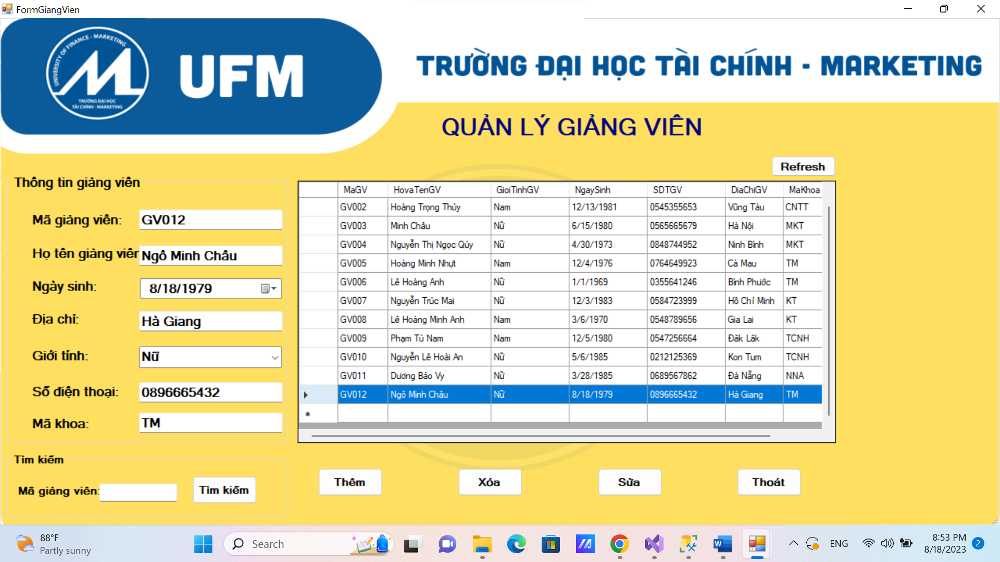 FormGiangVien
UNIVERSITY OF FINANCE - MARKETING
TRƯỜNG ĐẠI HỌC
TÀI CHÍNH - MARKETING
UFM
TRƯỜNG ĐẠI HỌC TÀI CHÍNH - MARKETING
QUẢN LÝ GIẢNG VIÊN
Refresh
Thông tin giảng viên
Mã giảng viên: GV012
Họ tên giảng viên Ngô Minh Châu
Ngày sinh: 8/18/1979
Địa chỉ: Hà Giang
Giới tính: Nữ
Số điện thoại: 0896665432
Mã khoa: TM
MaGV HovaTenGV GioiTinhGV NgaySinh SDTGV DiaChiGV MaKhoa
GV002 Hoàng Trọng Thủy Nam 12/13/1981 0545355653 Vũng Tàu CNTT
GV003 Minh Châu Nữ 6/15/1980 0565665679 Hà Nội MKT
GV004 Nguyễn Thị Ngọc Qúy Nữ 4/30/1973 0848744952 Ninh Bình MKT
GV005 Hoàng Minh Nhựt Nam 12/4/1976 0764649923 Cà Mau TM
GV006 Lê Hoàng Anh Nữ 1/1/1969 0355641246 Bình Phước TM
GV007 Nguyễn Trúc Mai Nữ 12/3/1983 0584723999 Hồ Chí Minh KT
GV008 Lê Hoàng Minh Anh Nam 3/6/1970 0548789656 Gia Lai KT
GV009 Phạm Tú Nam Nam 12/5/1980 0547256664 Đăk Lăk TCNH
GV010 Nguyễn Lê Hoài An Nữ 5/6/1985 0212125369 Kon Tum TCNH
GV011 Dương Bảo Vy Nữ 3/28/1985 0689567862 Đà Nẵng NNA
GV012 Ngô Minh Châu Nữ 8/18/1979 0896665432 Hà Giang TM
Tìm kiếm
Mã giảng viên: Tìm kiếm
Thêm Xóa Sửa Thoát
88°F
Partly sunny
Search
ENG
8:53 PM
8/18/2023
2